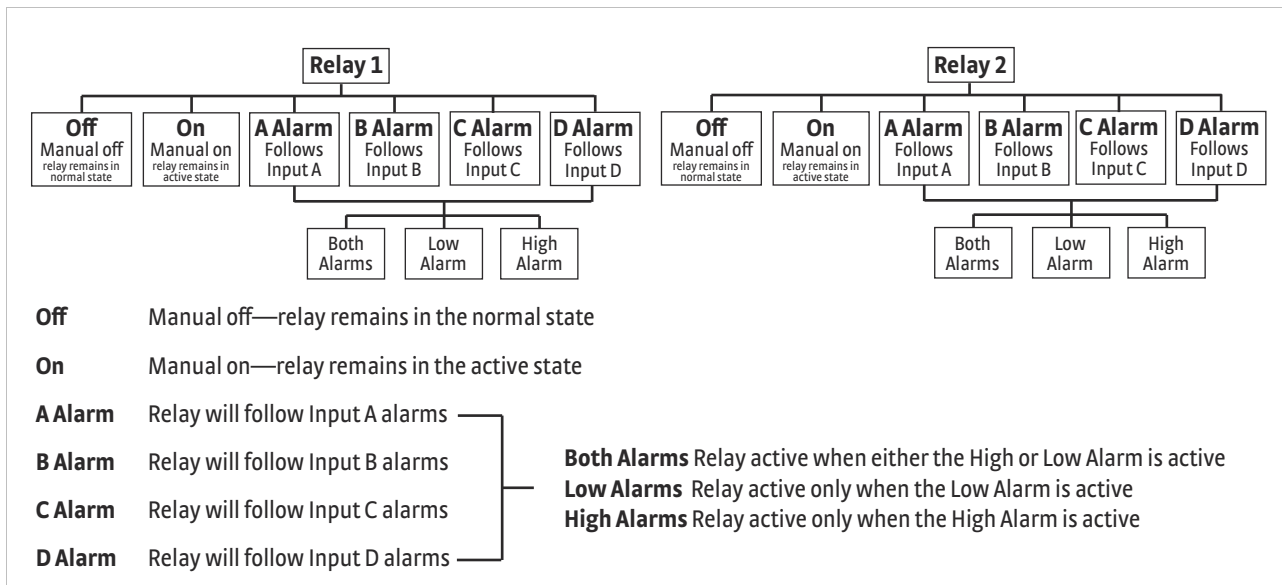 Relay 1
Off
Manual off
relay remains in
normal state
On
Manual on
relay remains in
active state
A Alarm
Follows
Input A
B Alarm
Follows
Input B
C Alarm
Follows
Input C
D Alarm
Follows
Input D
Both
Alarms
Low
Alarm
High
Alarm
Relay 2
Off
Manual off
relay remains in
normal state
On
Manual on
relay remains in
active state
A Alarm
Follows
Input A
B Alarm
Follows
Input B
C Alarm
Follows
Input C
D Alarm
Follows
Input D
Both
Alarms
Low
Alarm
High
Alarm
Off Manual off—relay remains in the normal state
On Manual on—relay remains in the active state
A Alarm Relay will follow Input A alarms
B Alarm Relay will follow Input B alarms
C Alarm Relay will follow Input C alarms
D Alarm Relay will follow Input D alarms
Both Alarms Relay active when either the High or Low Alarm is active
Low Alarms Relay active only when the Low Alarm is active
High Alarms Relay active only when the High Alarm is active